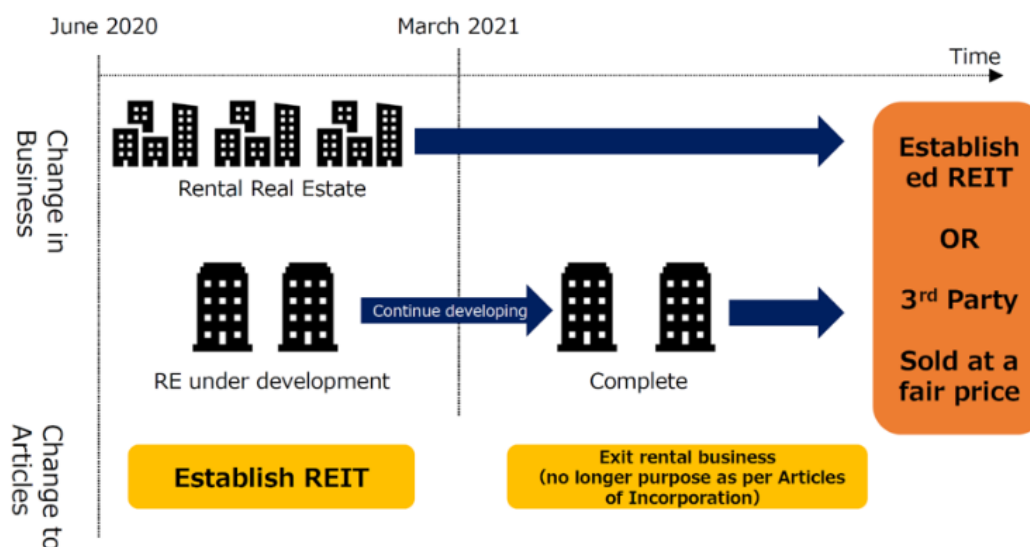 June 2020
March 2021
Time
Change in
Business
Rental Real Estate
Continue developing
RE under development
Complete
Establish
ed REIT
OR
3rd Party
Sold at a
fair price
Change to
Articles
Establish REIT
Exit rental business
(no longer purpose as per Articles
of Incorporation)